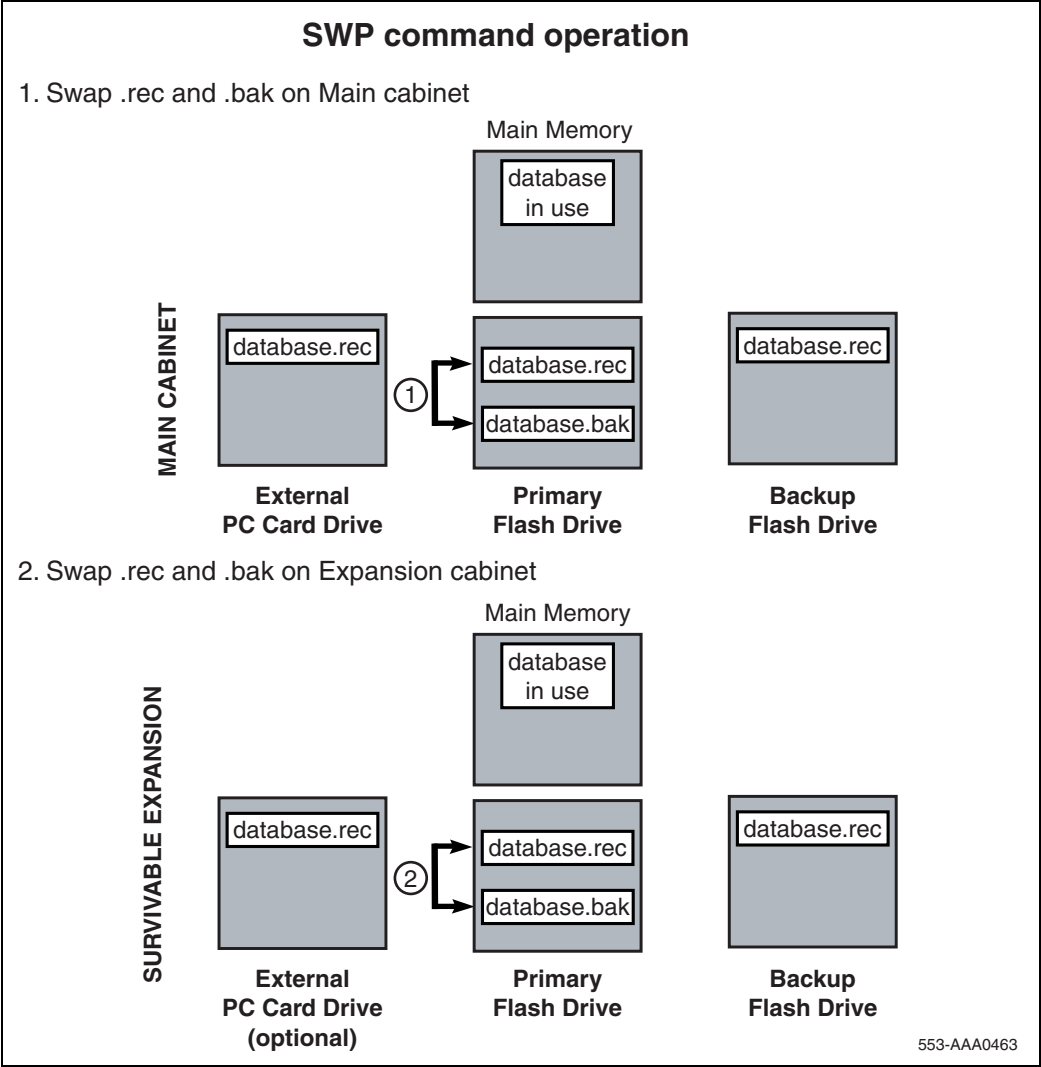 SWP command operation
1. Swap .rec and .bak on Main cabinet
Main Memory
database
in use
MAIN CABINET
database.rec
1
database.rec
database.bak
database.rec
External
PC Card Drive
Primary
Flash Drive
Backup
Flash Drive
2. Swap .rec and .bak on Expansion cabinet
Main Memory
database
in use
SURVIVABLE EXPANSION
database.rec
2
database.rec
database.bak
database.rec
External
PC Card Drive
(optional)
Primary
Flash Drive
Backup
Flash Drive
553-AAA0463